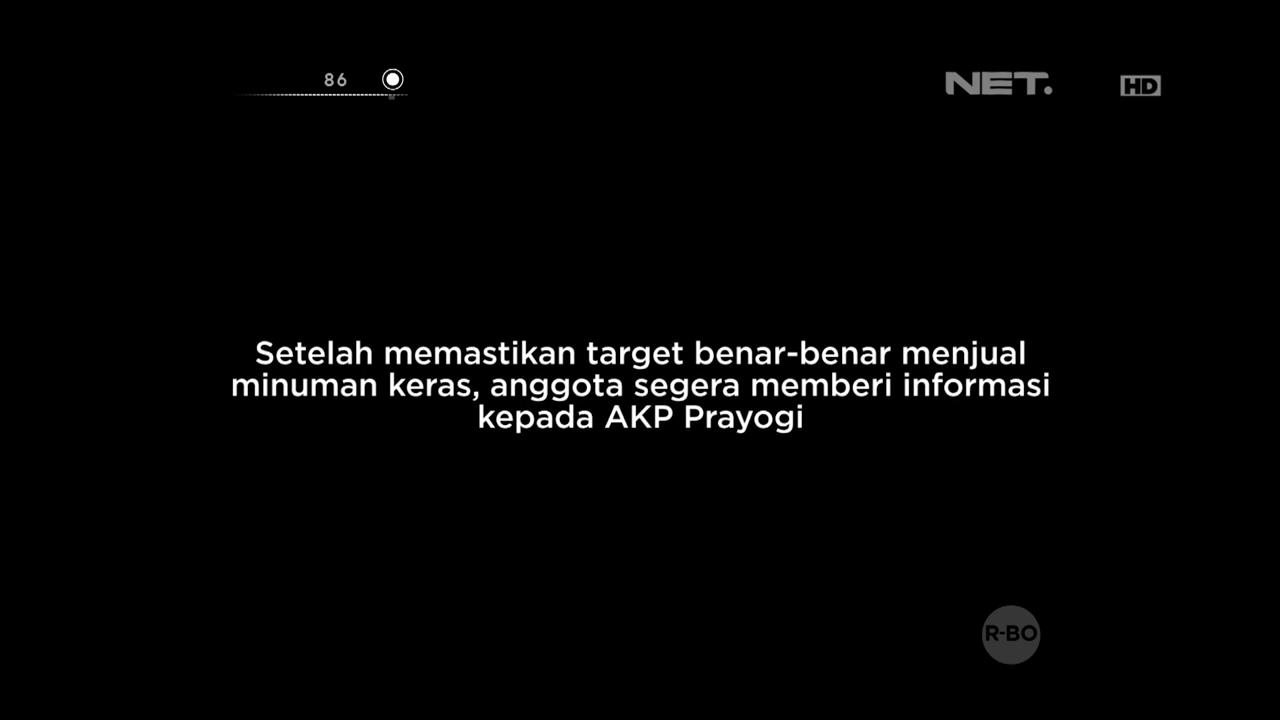 86
NET.
HD
Setelah memastikan target benar-benar menjual
minuman keras, anggota segera memberi informasi
kepada AKP Prayogi
R-BO